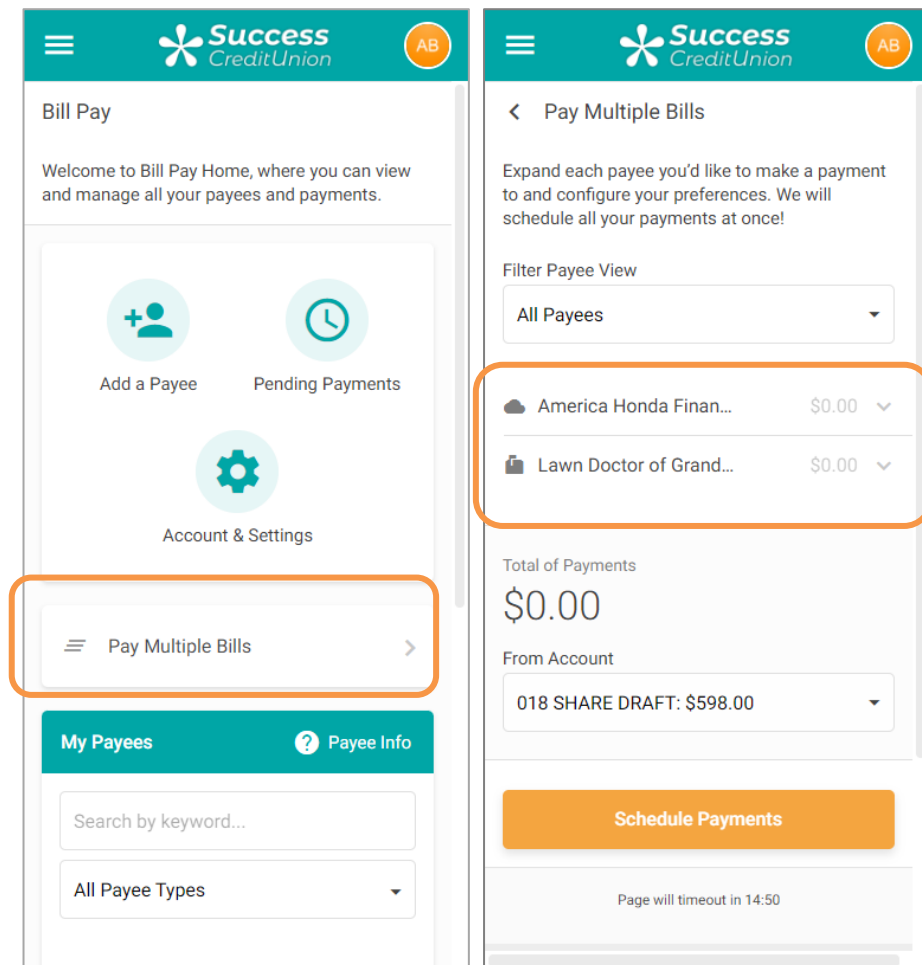 Success
CreditUnion
AB
Bill Pay
Welcome to Bill Pay Home, where you can view
and manage all your payees and payments.
Add a Payee
Pending Payments
Account & Settings
Pay Multiple Bills
My Payees
? Payee Info
Search by keyword...
All Payee Types
Success
CreditUnion
AB
Pay Multiple Bills
Expand each payee you’d like to make a payment
to and configure your preferences. We will
schedule all your payments at once!
Filter Payee View
All Payees
America Honda Finan... $0.00
Lawn Doctor of Grand... $0.00
Total of Payments
$0.00
From Account
018 SHARE DRAFT: $598.00
Schedule Payments
Page will timeout in 14:50